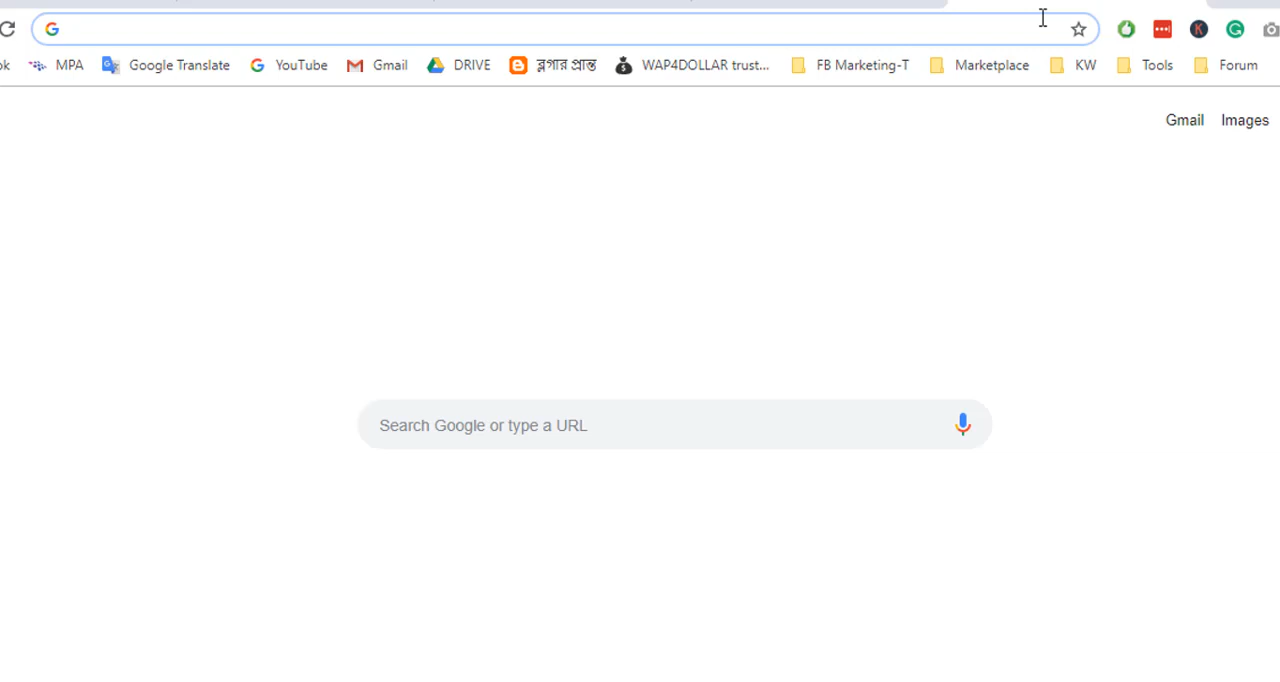 ok MPA Google Translate YouTube Gmail DRIVE ব্লগার প্রান্ত WAP4DOLLAR trust... FB Marketing-T Marketplace KW Tools Forum
Gmail Images
Search Google or type a URL